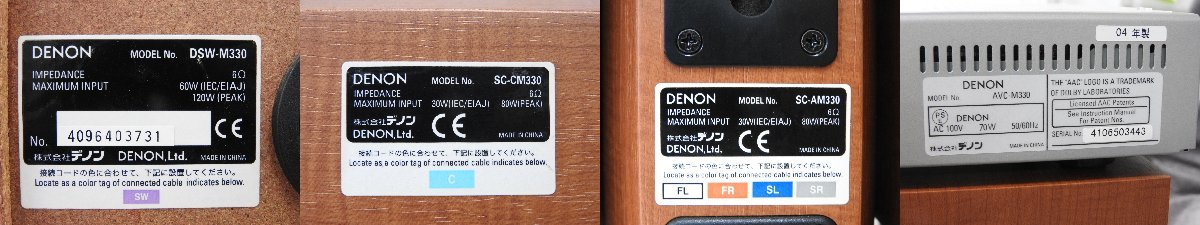 DENON MODEL No. DSW-M330
IMPEDANCE 6Ω
MAXIMUM INPUT 60W(IEC/EIAJ)
120W(PEAK)
No. 4096403731 CE
株式会社デノン DENON,Ltd. MADE IN CHINA
接続コードの色に合わせて、下記に設置してください。
Locate as a color tag of connected cable indicates below.
SW
DENON MODEL No. SC-CM330
IMPEDANCE 6Ω
MAXIMUM INPUT 30W(IEC/EIAJ) 80W(PEAK)
株式会社デノン CE
DENON,Ltd. MADE IN CHINA
接続コードの色に合わせて、下記に設置してください。
Locate as a color tag of connected cable indicates below.
C
DENON MODEL No. SC-AM330
IMPEDANCE 6Ω
MAXIMUM INPUT 30W(IEC/EIAJ) 80W(PEAK)
株式会社デノン CE
DENON,Ltd. MADE IN CHINA
接続コードの色に合わせて、下記に設置してください。
Locate as a color tag of connected cable indicates below.
FL FR SL SR
04 年製
DENON
MODEL No. AVC-M330
PSE DENON
AC 100V 70W 50/60Hz
株式会社デノン MADE IN CHINA
THE "AAC" LOGO IS A TRADEMARK
OF DOLBY LABORATORIES
Licensed AAC Patents
See Instruction Manual
For Patent Nos.
SERIAL No. 4106503443